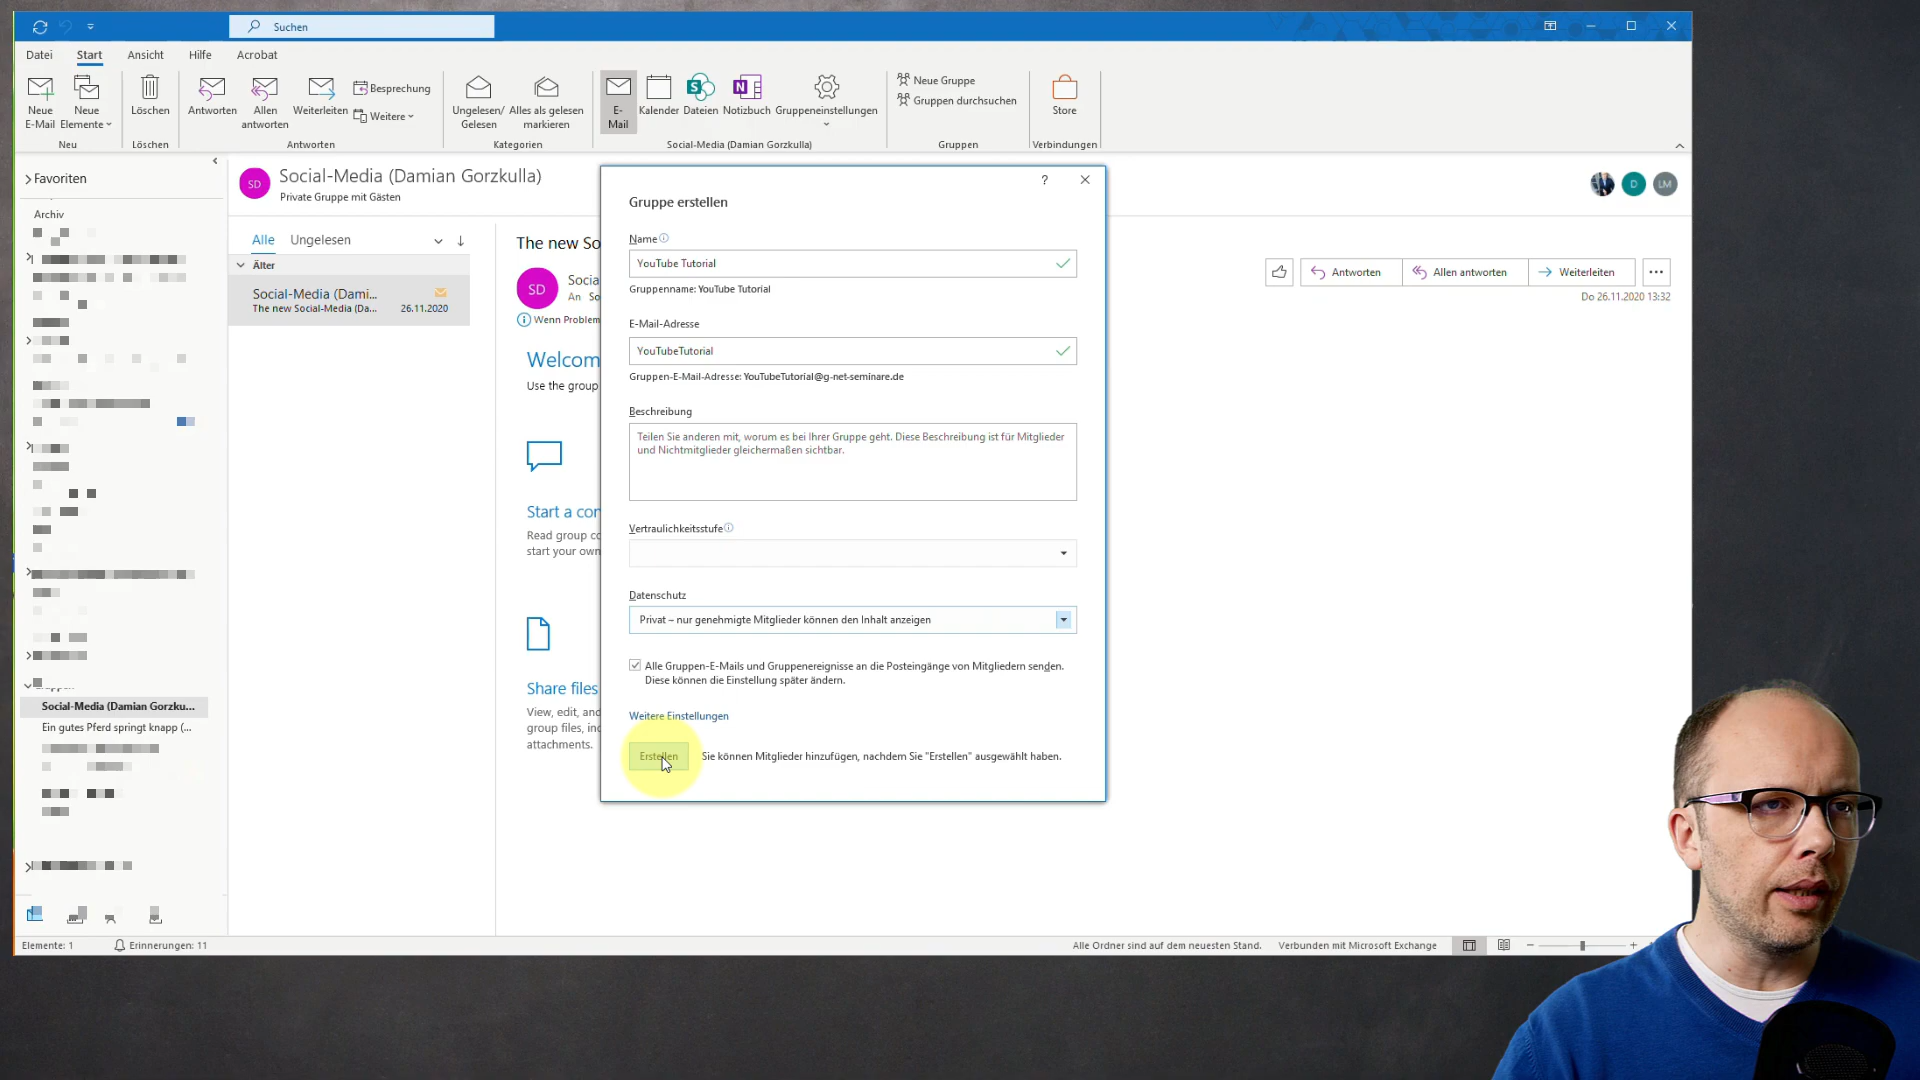 Suchen
Datei Start Ansicht Hilfe Acrobat
Neue E-Mail
Neue Elemente
Löschen
Antworten
Allen antworten
Weiterleiten
Besprechung
Weitere
Ungelesen/ Gelesen
Alles als gelesen markieren
E-Mail
Kalender
Dateien
Notizbuch
Gruppeneinstellungen
Neue Gruppe
Gruppen durchsuchen
Store
Neu
Löschen
Antworten
Kategorien
Social-Media (Damian Gorzkulla)
Gruppen
Verbindungen
Favoriten
Archiv
Social-Media (Damian Gorzku...
Ein gutes Pferd springt knapp (...
SD
Social-Media (Damian Gorzkulla)
Private Gruppe mit Gästen
D
LM
Alle Ungelesen
Älter
Social-Media (Dami...
The new Social-Media (Da... 26.11.2020
The new So
SD
Socia
An So
Wenn Problem
Welcom
Use the group
Start a con
Read group co
start your own
Share files
View, edit, and
group files, inc
attachments.
Antworten
Allen antworten
Weiterleiten
Do 26.11.2020 13:32
Gruppe erstellen
Name
YouTube Tutorial
Gruppenname: YouTube Tutorial
E-Mail-Adresse
YouTubeTutorial
Gruppen-E-Mail-Adresse: YouTubeTutorial@g-net-seminare.de
Beschreibung
Teilen Sie anderen mit, worum es bei Ihrer Gruppe geht. Diese Beschreibung ist für Mitglieder
und Nichtmitglieder gleichermaßen sichtbar.
Vertraulichkeitsstufe
Datenschutz
Privat – nur genehmigte Mitglieder können den Inhalt anzeigen
Alle Gruppen-E-Mails und Gruppenereignisse an die Posteingänge von Mitgliedern senden.
Diese können die Einstellung später ändern.
Weitere Einstellungen
Erstellen
Sie können Mitglieder hinzufügen, nachdem Sie "Erstellen" ausgewählt haben.
Elemente: 1
Erinnerungen: 11
Alle Ordner sind auf dem neuesten Stand.
Verbunden mit Microsoft Exchange